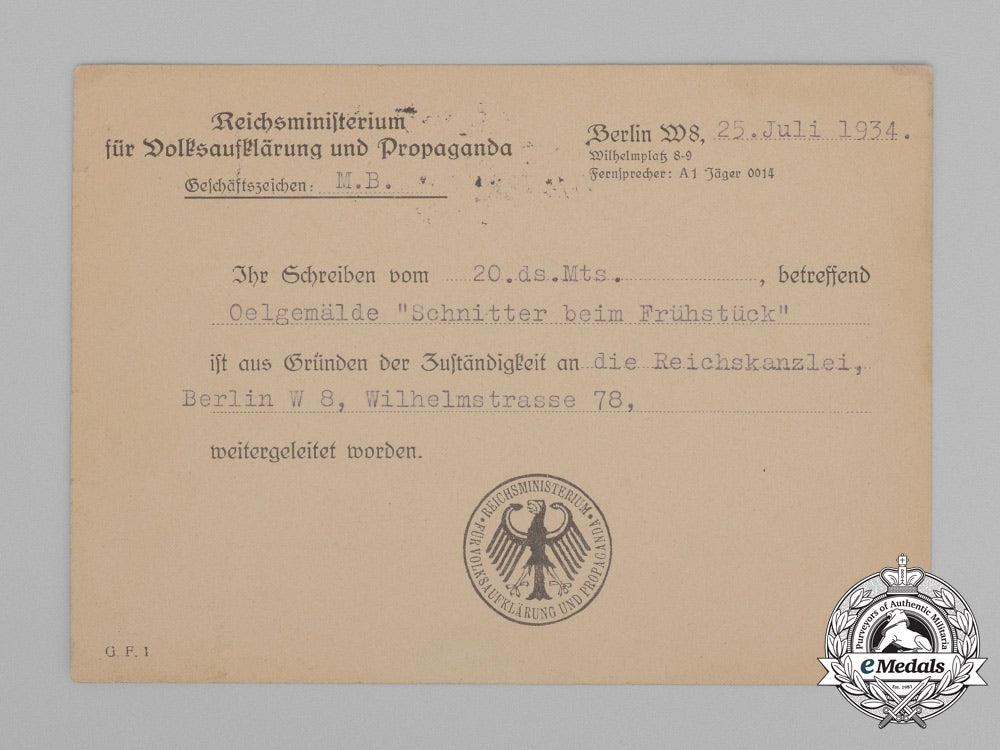 Reichsministerium
für Volksaufklärung und Propaganda
Geschäftszeichen: M.B.
Berlin W8, 25.Juli 1934.
Wilhelmplatz 8-9
Fernsprecher: A1 Jäger 0014
Ihr Schreiben vom 20.ds.Mts. , betreffend
Oelgemälde "Schnitter beim Frühstück"
ist aus Gründen der Zuständigkeit an die Reichskanzlei,
Berlin W 8, Wilhelmstrasse 78,
weitergeleitet worden.
REICHSMINISTERIUM
FÜR VOLKSAUFKLÄRUNG UND PROPAGANDA
G. F. 1
Purveyors of Authentic Militaria
eMedals
Est. 1987